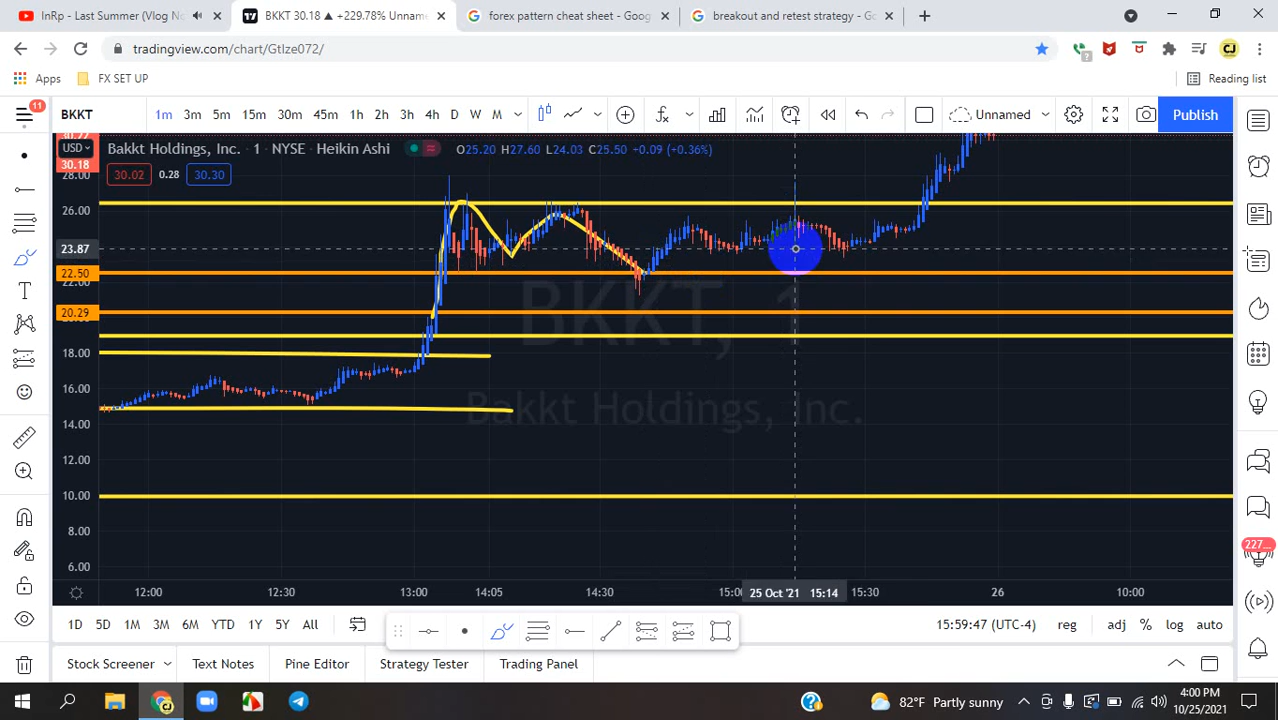 InRp - Last Summer (Vlog No
BKKT 30.18 ▲ +229.78% Unname
forex pattern cheat sheet - Goog
breakout and retest strategy - Go
tradingview.com/chart/GtIze072/
Apps
FX SET UP
Reading list
11
BKKT
1m 3m 5m 15m 30m 45m 1h 2h 3h 4h D W M
Unnamed
Publish
USD
30.18
Bakkt Holdings, Inc. · 1 · NYSE · Heikin Ashi
O25.20 H27.60 L24.03 C25.50 +0.09 (+0.36%)
30.02 0.28 30.30
28.00
26.00
23.87
22.50
22.00
20.29
18.00
16.00
14.00
12.00
10.00
8.00
6.00
BKKT, 1
Bakkt Holdings, Inc.
12:00 12:30 13:00 14:05 14:30 15:00 25 Oct '21 15:14 15:30 26 10:00
1D 5D 1M 3M 6M YTD 1Y 5Y All
15:59:47 (UTC-4) reg adj % log auto
Stock Screener Text Notes Pine Editor Strategy Tester Trading Panel
227...
82°F Partly sunny
4:00 PM
10/25/2021